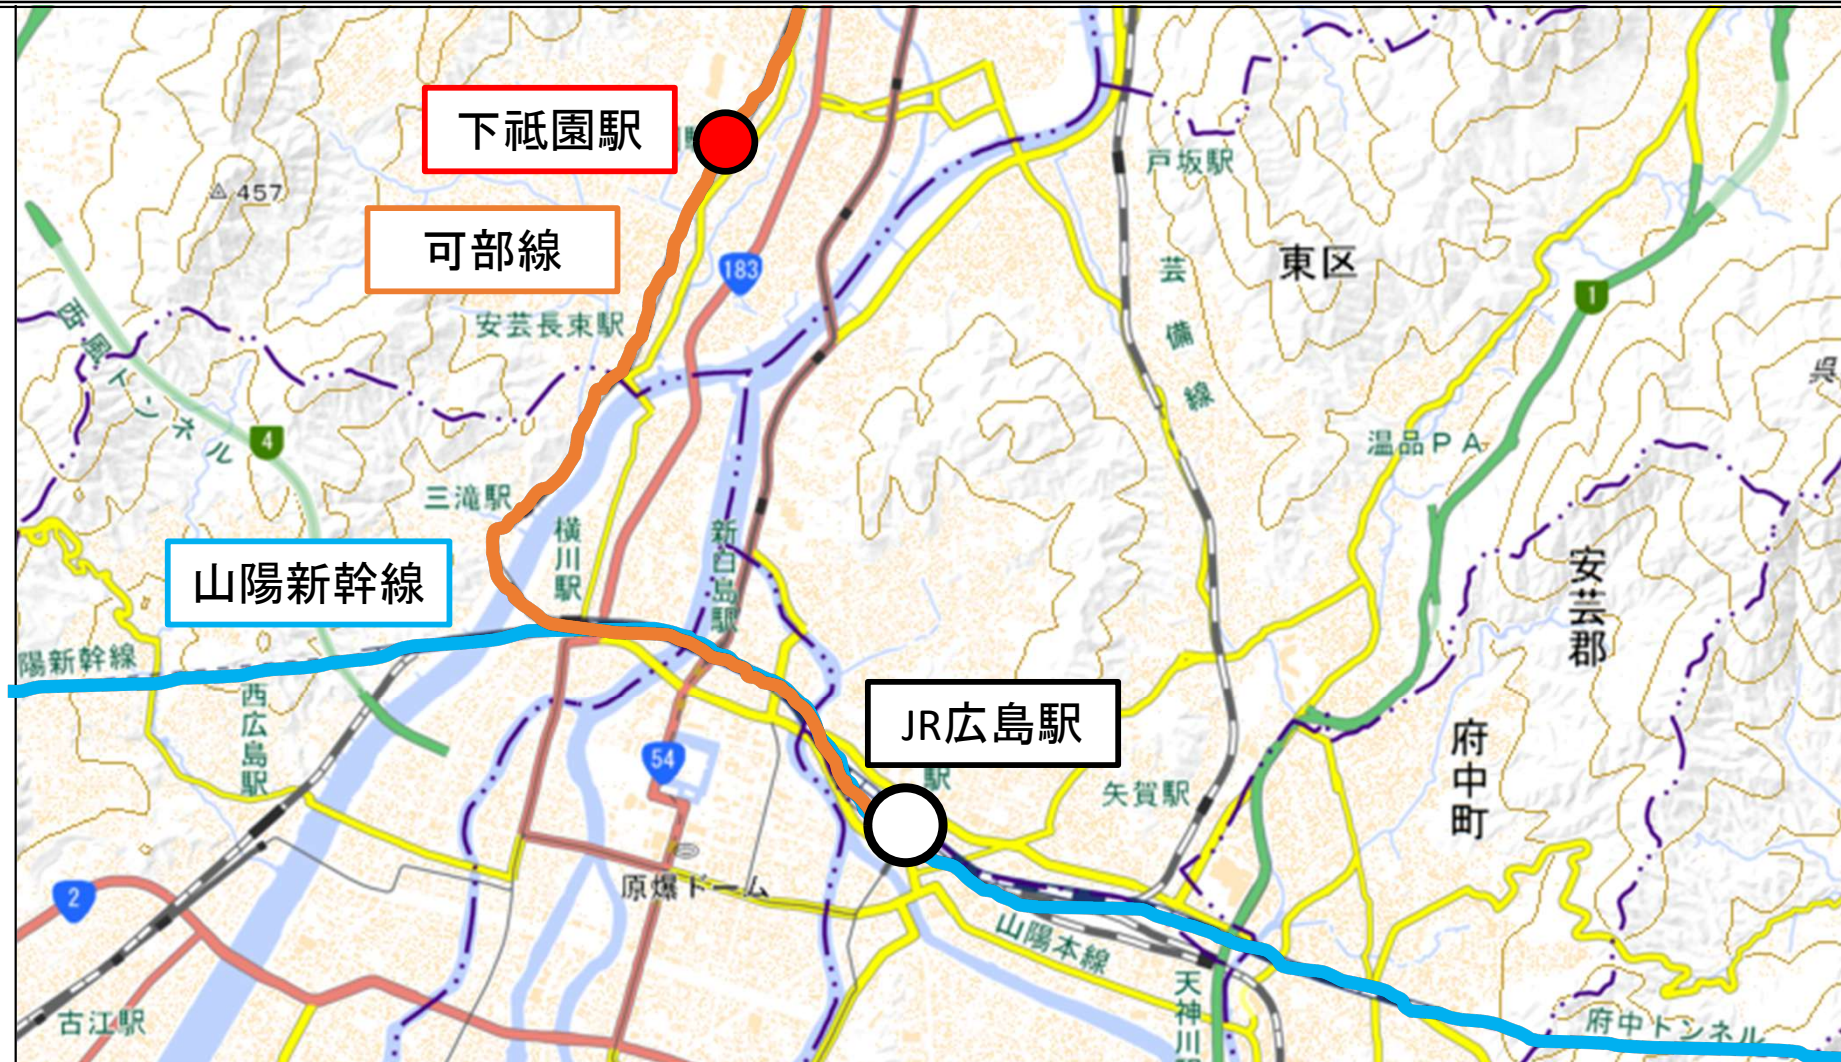 下祇園駅
戸坂駅
457
可部線
東区
183
芸備線
1
安芸長束駅
西風トンネル
呉
4
温品PA
三滝駅
横川駅
新白島駅
山陽新幹線
安芸郡
陽新幹線
西広島駅
JR広島駅
府中町
54
駅
矢賀駅
2
原爆ドーム
山陽本線
天神川駅
古江駅
府中トンネル